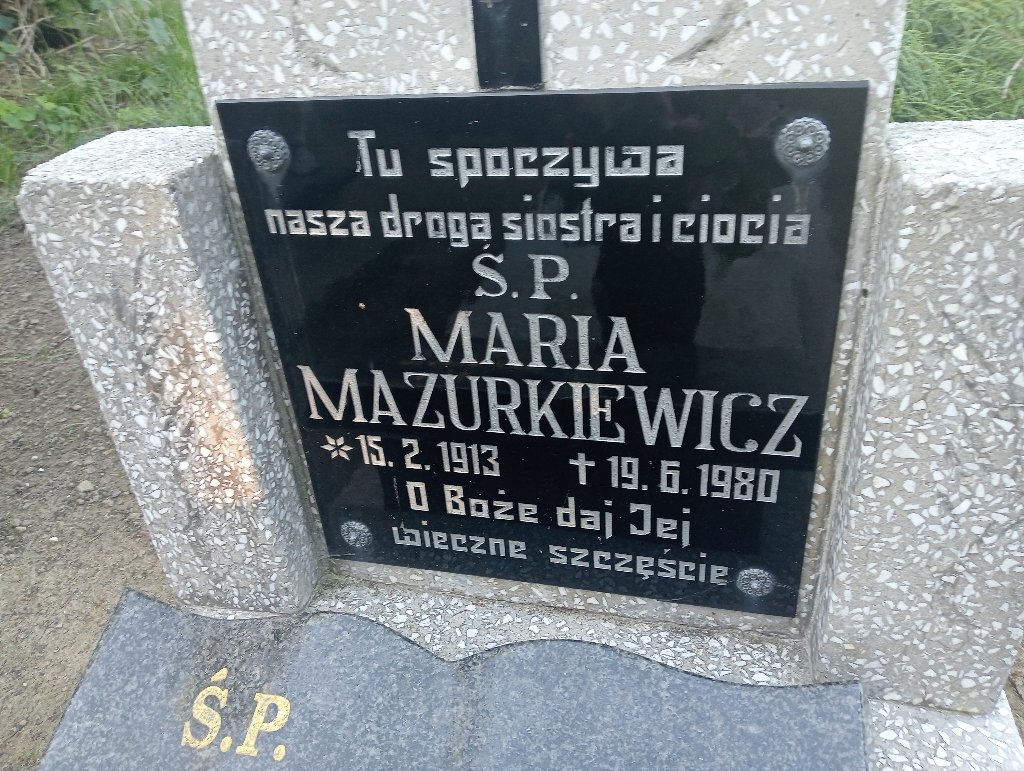 Tu spoczywa
nasza droga siostra i ciocia
Ś.P.
MARIA
MAZURKIEWICZ
* 15. 2. 1913 † 19. 6. 1980
O Boże daj Jej
wieczne szczęście
Ś.P.